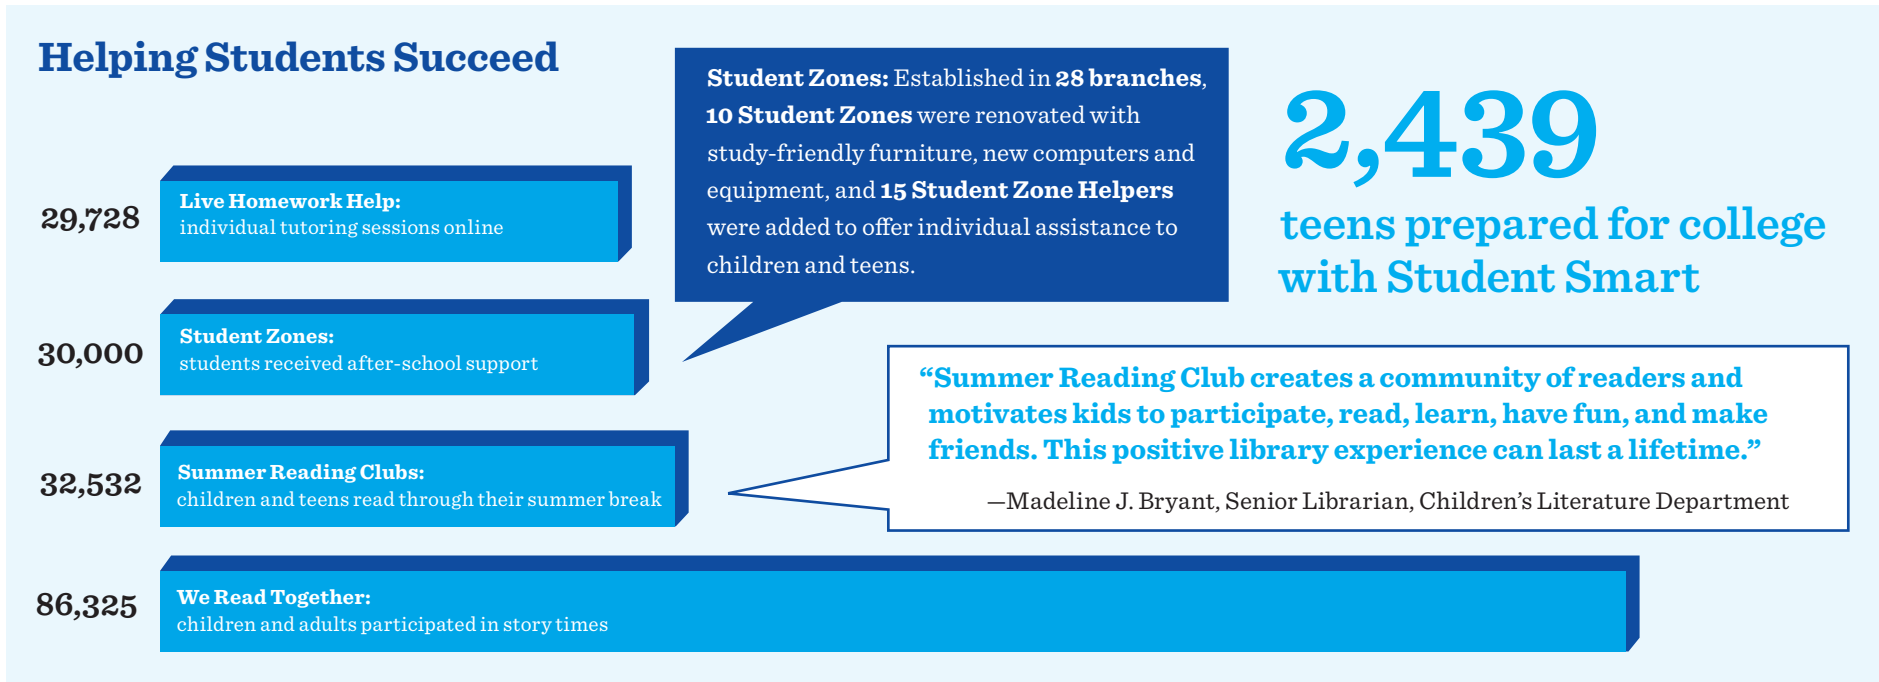 Helping Students Succeed
Student Zones: Established in 28 branches,
10 Student Zones were renovated with
study-friendly furniture, new computers and
equipment, and 15 Student Zone Helpers
were added to offer individual assistance to
children and teens.
2,439
teens prepared for college
with Student Smart
29,728
Live Homework Help:
individual tutoring sessions online
30,000
Student Zones:
students received after-school support
32,532
Summer Reading Clubs:
children and teens read through their summer break
“Summer Reading Club creates a community of readers and
motivates kids to participate, read, learn, have fun, and make
friends. This positive library experience can last a lifetime.”
—Madeline J. Bryant, Senior Librarian, Children’s Literature Department
86,325
We Read Together:
children and adults participated in story times